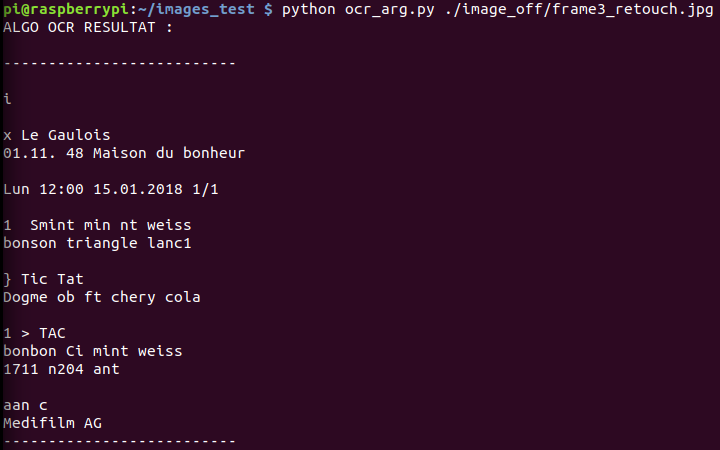 pi@raspberrypi:~/images_test $ python ocr_arg.py ./image_off/frame3_retouch.jpg
ALGO OCR RESULTAT :
--------------------------
i
x Le Gaulois
01.11. 48 Maison du bonheur
Lun 12:00 15.01.2018 1/1
1  Smint min nt weiss
bonson triangle lanc1
} Tic Tat
Dogme ob ft chery cola
1 > TAC
bonbon Ci mint weiss
1711 n204 ant
aan c
Medifilm AG
--------------------------